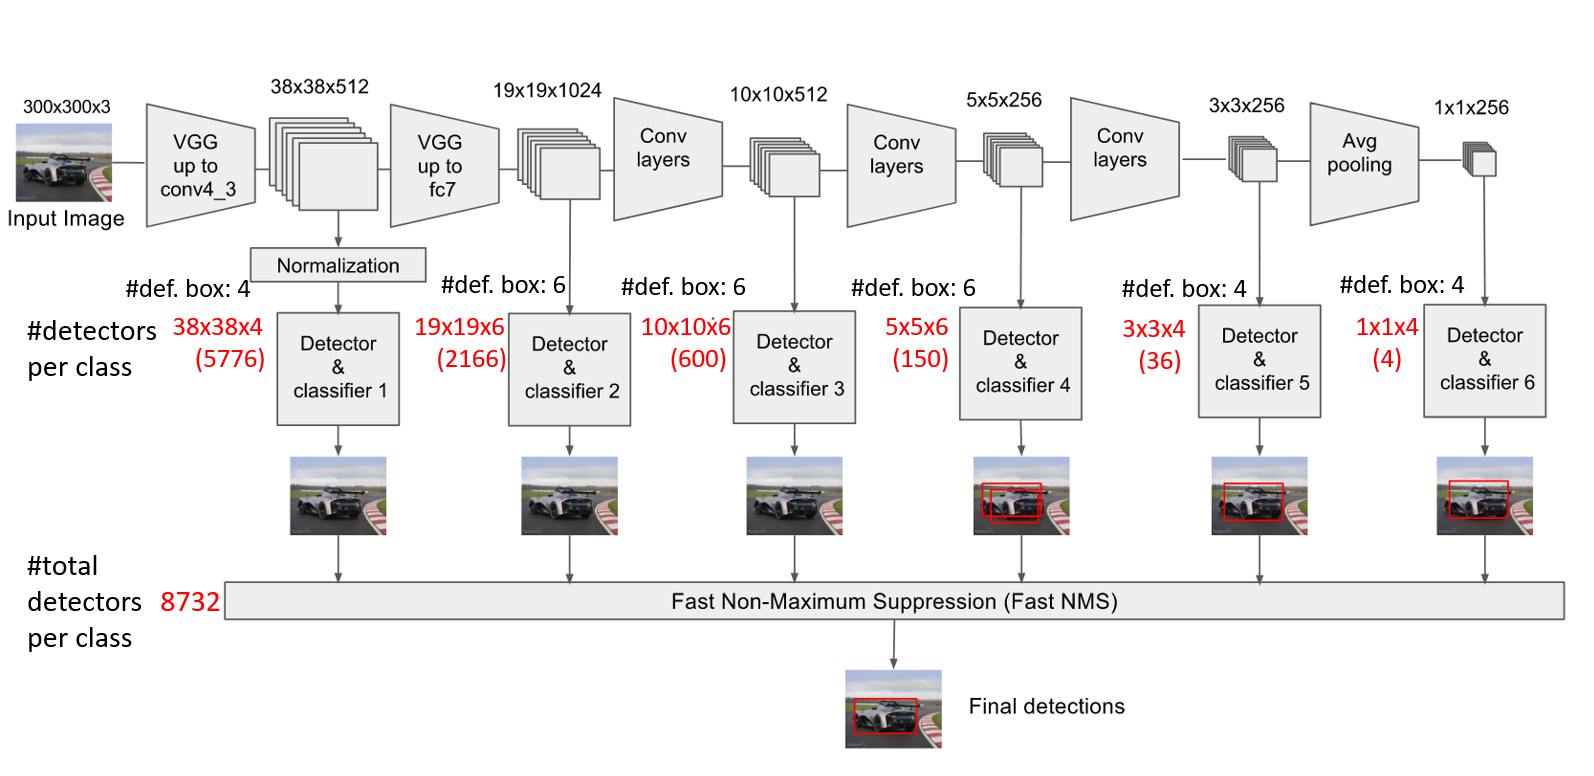 300x300x3
38x38x512
19x19x1024
10x10x512
5x5x256
3x3x256
1x1x256
VGG
up to
conv4_3
VGG
up to
fc7
Conv
layers
Conv
layers
Conv
layers
Avg
pooling
Input Image
Normalization
#def. box: 4
#def. box: 6
#def. box: 6
#def. box: 6
#def. box: 4
#def. box: 4
#detectors
per class
38x38x4
(5776)
19x19x6
(2166)
10x10x6
(600)
5x5x6
(150)
3x3x4
(36)
1x1x4
(4)
Detector
&
classifier 1
Detector
&
classifier 2
Detector
&
classifier 3
Detector
&
classifier 4
Detector
&
classifier 5
Detector
&
classifier 6
#total
detectors
per class
8732
Fast Non-Maximum Suppression (Fast NMS)
Final detections